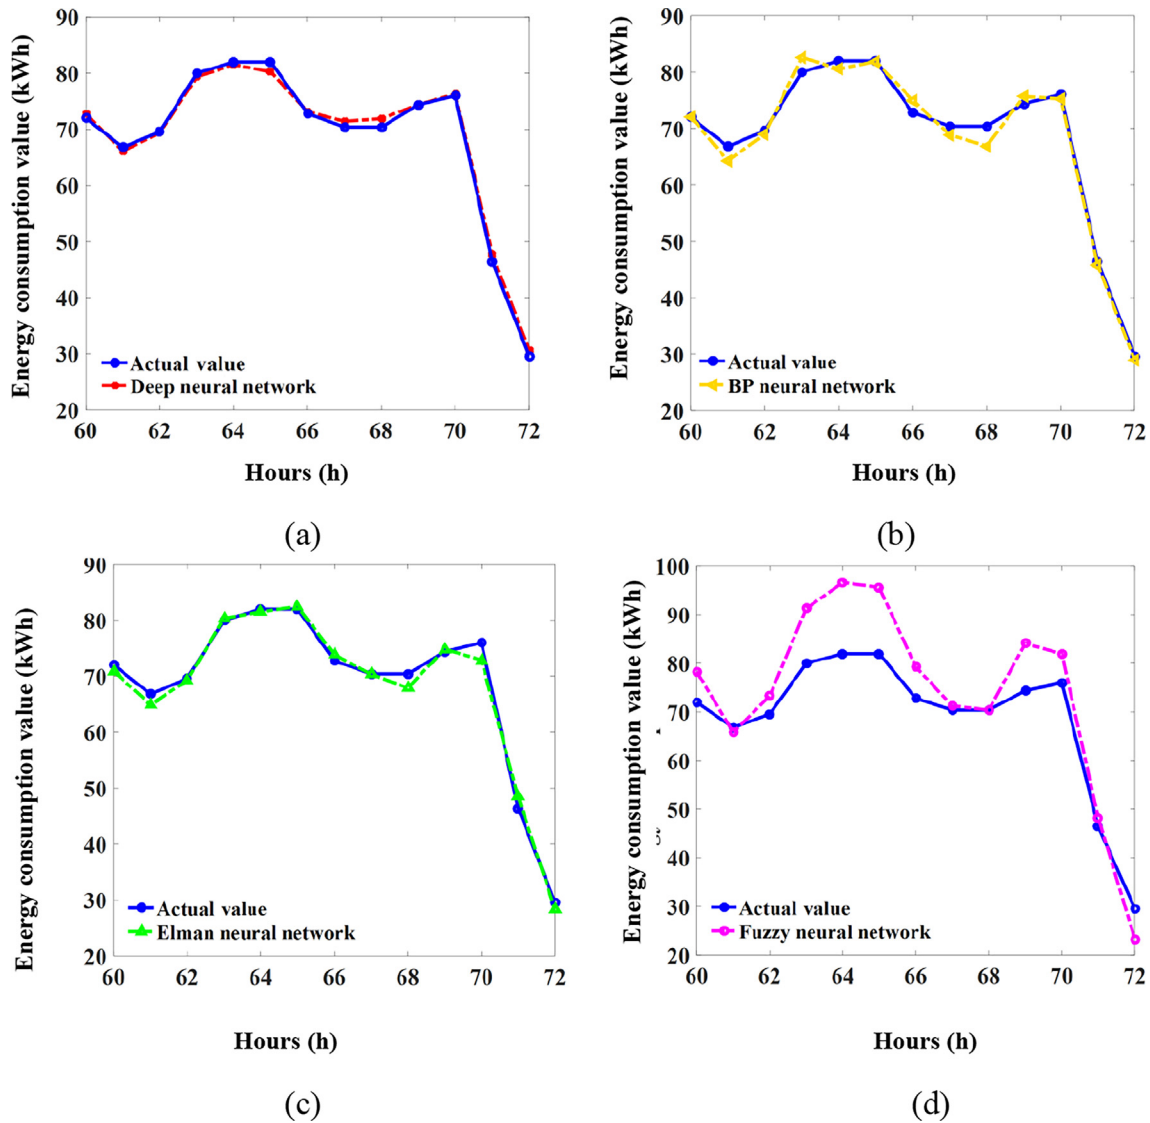 Energy consumption value (kWh)
90
80
70
60
50
40
30
20
Actual value
Deep neural network
60 62 64 66 68 70 72
Hours (h)
(a)
Energy consumption value (kWh)
90
80
70
60
50
40
30
20
Actual value
BP neural network
60 62 64 66 68 70 72
Hours (h)
(b)
Energy consumption value (kWh)
90
80
70
60
50
40
30
20
Actual value
Elman neural network
60 62 64 66 68 70 72
Hours (h)
(c)
Energy consumption value (kWh)
100
90
80
70
60
50
40
30
20
Actual value
Fuzzy neural network
60 62 64 66 68 70 72
Hours (h)
(d)